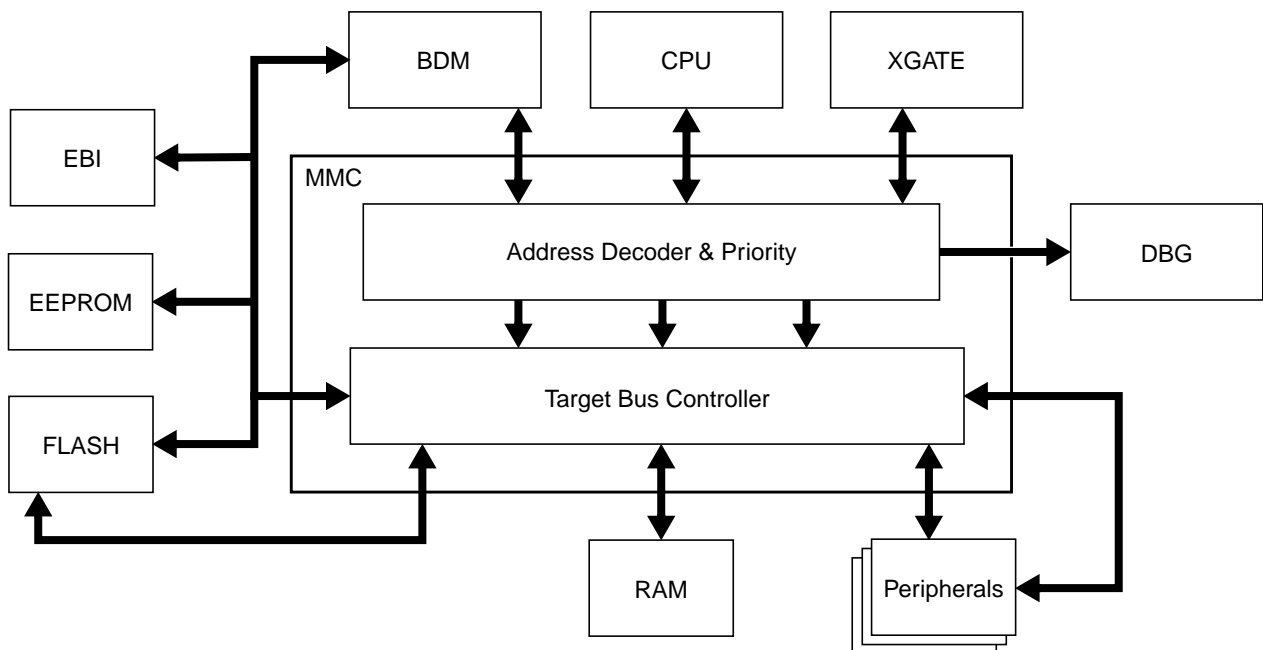 BDM
CPU
XGATE
EBI
MMC
Address Decoder & Priority
DBG
EEPROM
Target Bus Controller
FLASH
RAM
Peripherals